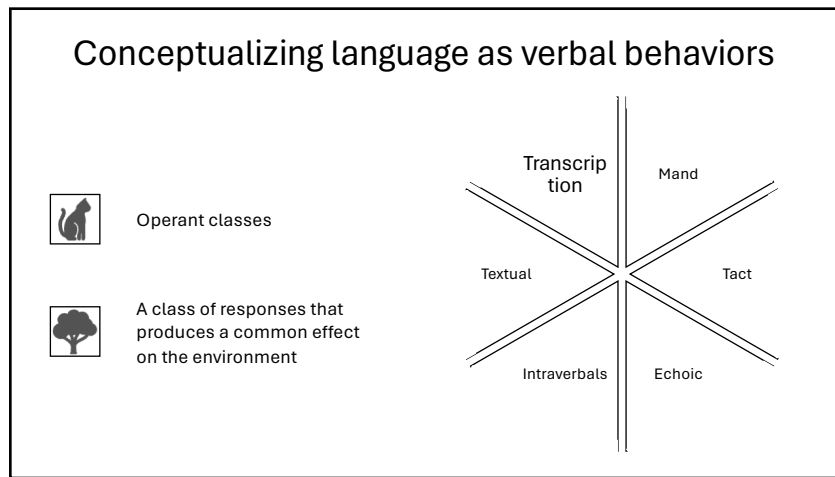 Conceptualizing language as verbal behaviors
Operant classes
A class of responses that
produces a common effect
on the environment
Transcrip
tion
Mand
Textual
Tact
Intraverbals
Echoic